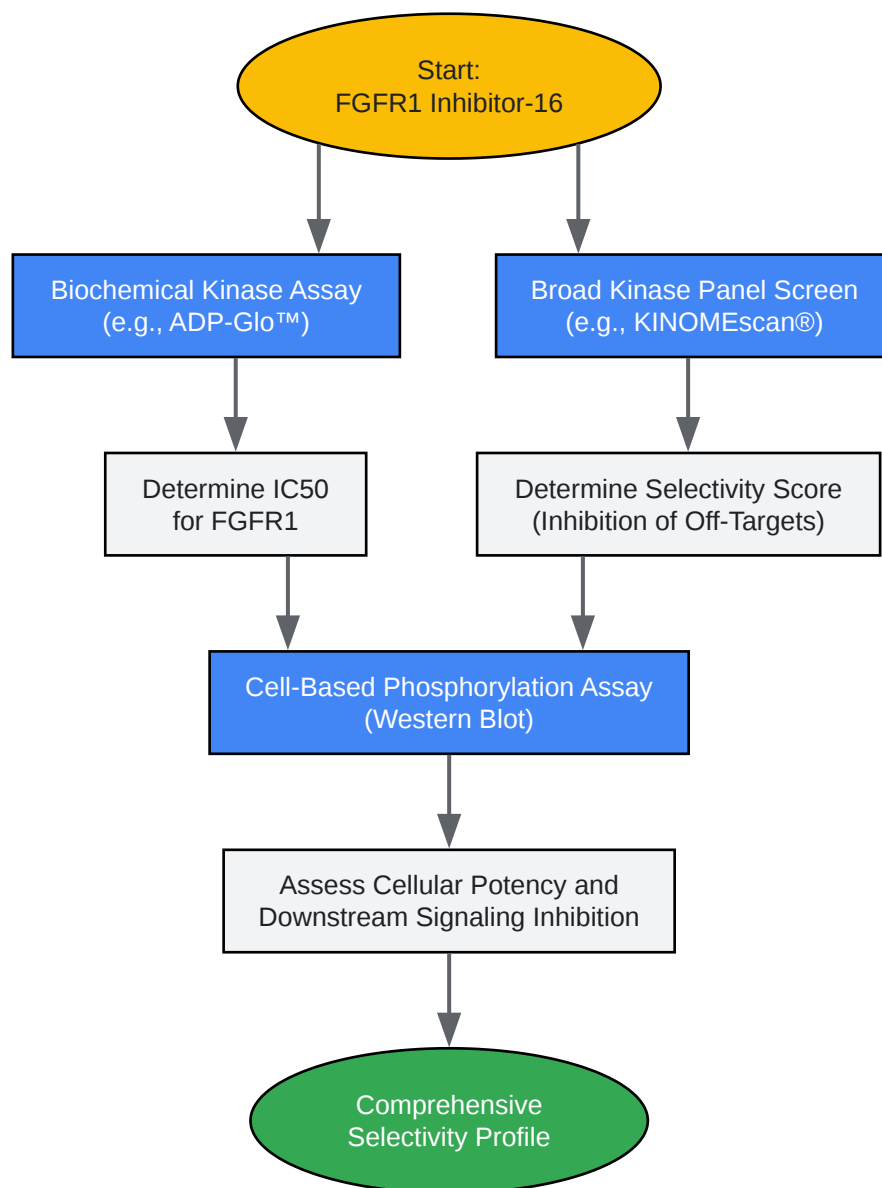 Start:
FGFR1 Inhibitor-16
Biochemical Kinase Assay
(e.g., ADP-Glo™)
Broad Kinase Panel Screen
(e.g., KINOMEscan®)
Determine IC50
for FGFR1
Determine Selectivity Score
(Inhibition of Off-Targets)
Cell-Based Phosphorylation Assay
(Western Blot)
Assess Cellular Potency and
Downstream Signaling Inhibition
Comprehensive
Selectivity Profile